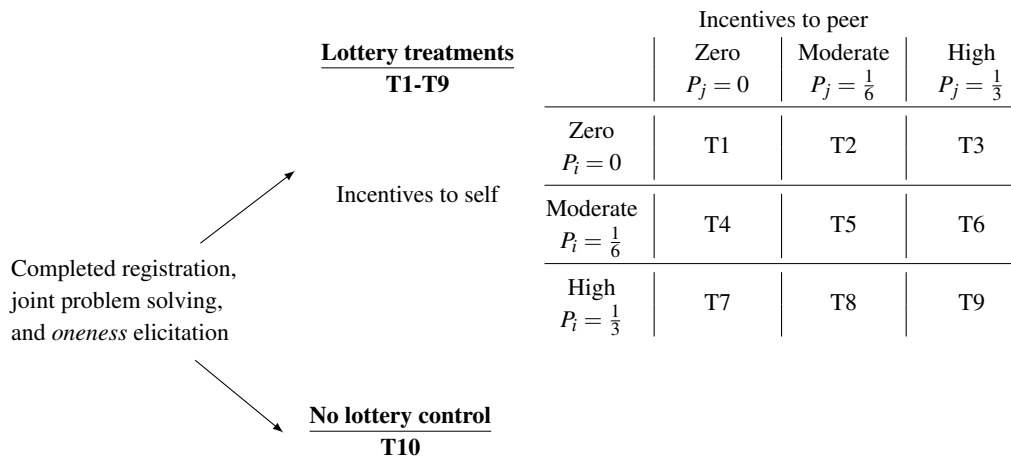 Incentives to peer
Lottery treatments
T1-T9
Zero Moderate High
P_j = 0 P_j = 1/6 P_j = 1/3
Zero
P_i = 0
T1 T2 T3
Incentives to self
Moderate
P_i = 1/6
T4 T5 T6
High
P_i = 1/3
T7 T8 T9
Completed registration,
joint problem solving,
and oneness elicitation
No lottery control
T10